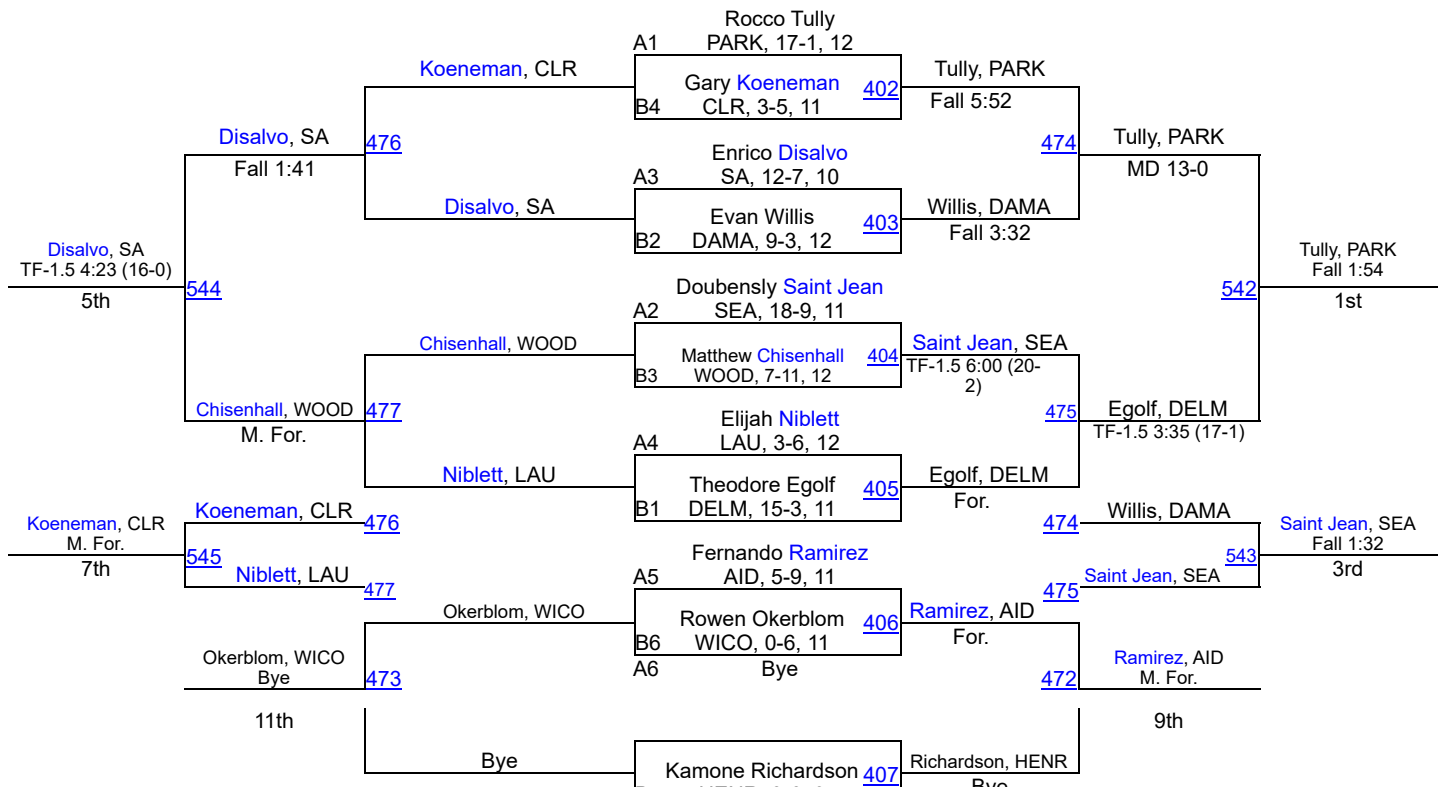 Rocco Tully
A1 PARK, 17-1, 12
Koeneman, CLR
Tully, PARK
Gary Koeneman 402
Fall 5:52
B4 CLR, 3-5, 11
Disalvo, SA
476
474
Tully, PARK
Fall 1:41
Enrico Disalvo
MD 13-0
A3 SA, 12-7, 10
Disalvo, SA
Willis, DAMA
Evan Willis 403
Fall 3:32
B2 DAMA, 9-3, 12
Disalvo, SA
TF-1.5 4:23 (16-0)
Tully, PARK
Fall 1:54
544
542
5th
1st
Doubensly Saint Jean
A2 SEA, 18-9, 11
Chisenhall, WOOD
Saint Jean, SEA
Matthew Chisenhall 404
TF-1.5 6:00 (20-
2)
B3 WOOD, 7-11, 12
Chisenhall, WOOD
477
475
Egolf, DELM
M. For.
Elijah Niblett
TF-1.5 3:35 (17-1)
A4 LAU, 3-6, 12
Niblett, LAU
Egolf, DELM
Theodore Egolf 405
For.
B1 DELM, 15-3, 11
Koeneman, CLR
476
474
Willis, DAMA
Koeneman, CLR
M. For.
Saint Jean, SEA
Fall 1:32
545
543
7th
3rd
Niblett, LAU
477
475
Saint Jean, SEA
Fernando Ramirez
A5 AID, 5-9, 11
Okerblom, WICO
Ramirez, AID
Rowen Okerblom 406
For.
B6 WICO, 0-6, 11
Okerblom, WICO
Bye
473
A6 Bye
472
Ramirez, AID
M. For.
11th
9th
Bye
Kamone Richardson 407
Richardson, HENR